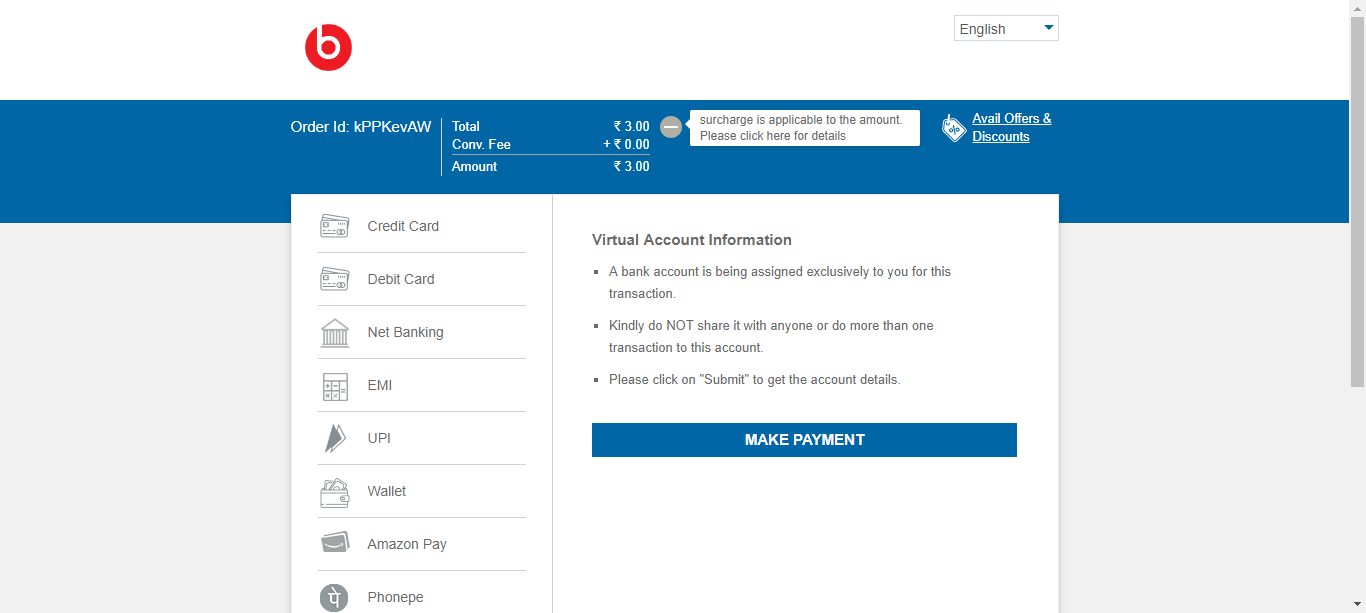 b
English
Order Id: kPPKevAW
Total ₹ 3.00
Conv. Fee + ₹ 0.00
Amount ₹ 3.00
surcharge is applicable to the amount.
Please click here for details
Avail Offers &
Discounts
Credit Card
Debit Card
Net Banking
EMI
UPI
Wallet
Amazon Pay
पे Phonepe
Virtual Account Information
A bank account is being assigned exclusively to you for this
transaction.
Kindly do NOT share it with anyone or do more than one
transaction to this account.
Please click on "Submit" to get the account details.
MAKE PAYMENT